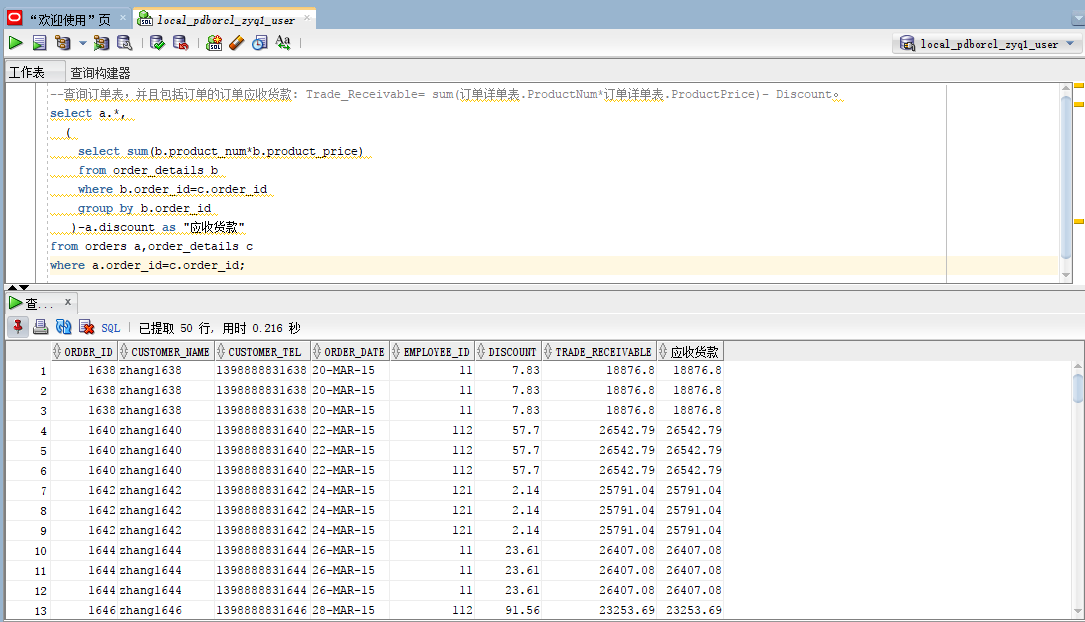 “欢迎使用”页 × local_pdborcl_zyq1_user ×
local_pdborcl_zyq1_user
工作表 查询构建器
--查询订单表，并且包括订单的订单应收货款: Trade_Receivable= sum(订单详单表.ProductNum*订单详单表.ProductPrice)- Discount。
select a.*,
(
select sum(b.product_num*b.product_price)
from order_details b
where b.order_id=c.order_id
group by b.order_id
)-a.discount as "应收货款"
from orders a,order_details c
where a.order_id=c.order_id;
查... x
SQL | 已提取 50 行, 用时 0.216 秒
ORDER_ID CUSTOMER_NAME CUSTOMER_TEL ORDER_DATE EMPLOYEE_ID DISCOUNT TRADE_RECEIVABLE 应收货款
1 1638 zhang1638 1398888831638 20-MAR-15 11 7.83 18876.8 18876.8
2 1638 zhang1638 1398888831638 20-MAR-15 11 7.83 18876.8 18876.8
3 1638 zhang1638 1398888831638 20-MAR-15 11 7.83 18876.8 18876.8
4 1640 zhang1640 1398888831640 22-MAR-15 112 57.7 26542.79 26542.79
5 1640 zhang1640 1398888831640 22-MAR-15 112 57.7 26542.79 26542.79
6 1640 zhang1640 1398888831640 22-MAR-15 112 57.7 26542.79 26542.79
7 1642 zhang1642 1398888831642 24-MAR-15 121 2.14 25791.04 25791.04
8 1642 zhang1642 1398888831642 24-MAR-15 121 2.14 25791.04 25791.04
9 1642 zhang1642 1398888831642 24-MAR-15 121 2.14 25791.04 25791.04
10 1644 zhang1644 1398888831644 26-MAR-15 11 23.61 26407.08 26407.08
11 1644 zhang1644 1398888831644 26-MAR-15 11 23.61 26407.08 26407.08
12 1644 zhang1644 1398888831644 26-MAR-15 11 23.61 26407.08 26407.08
13 1646 zhang1646 1398888831646 28-MAR-15 112 91.56 23253.69 23253.69